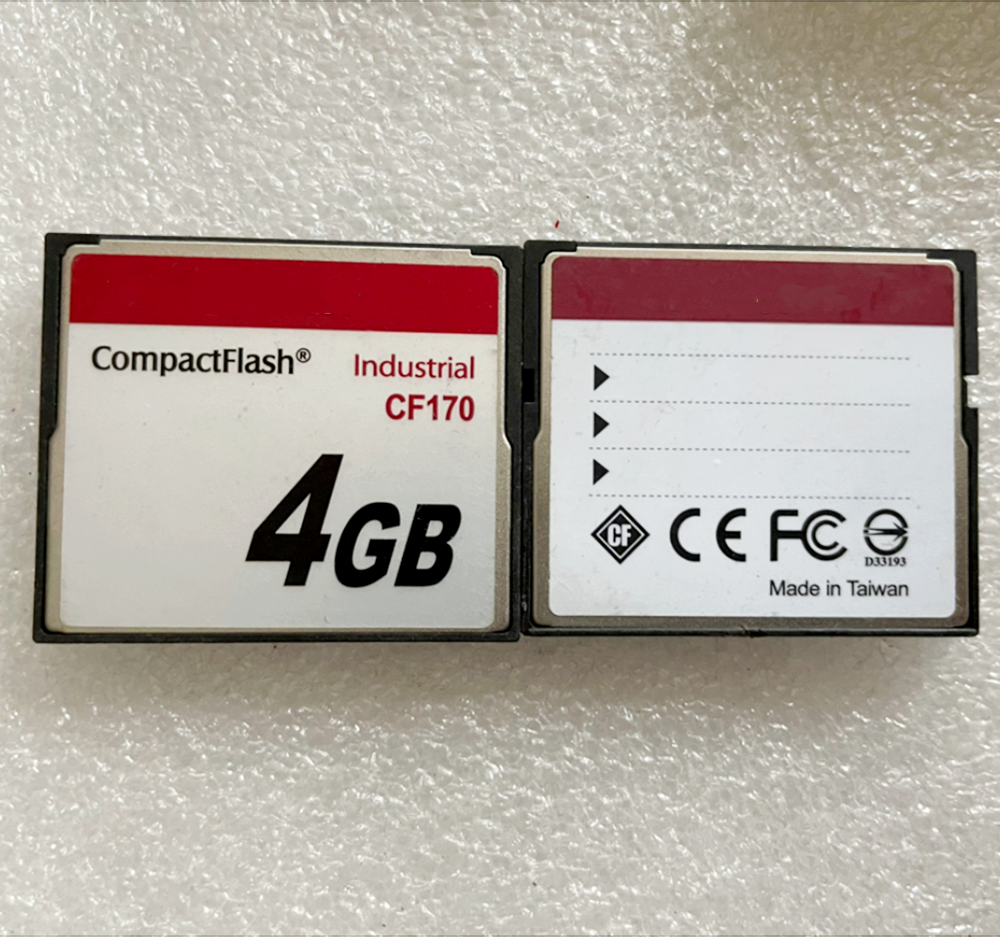 CompactFlash®
Industrial
CF170
4GB
CF CE FC
D33193
Made in Taiwan